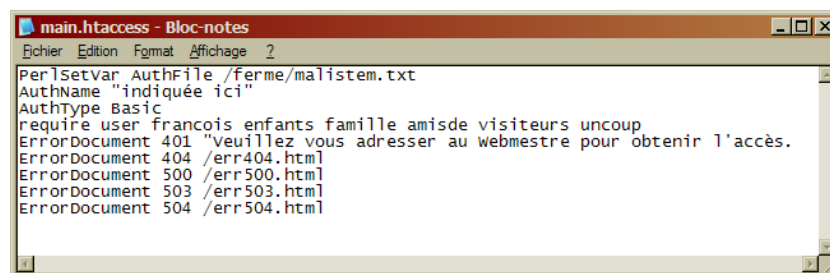 main.htaccess - Bloc-notes
Fichier Edition Format Affichage ?
PerlSetVar AuthFile /ferme/malistem.txt
AuthName "indiquée ici"
AuthType Basic
require user francois enfants famille amisde visiteurs uncoup
ErrorDocument 401 "Veuillez vous adresser au Webmestre pour obtenir l'accès.
ErrorDocument 404 /err404.html
ErrorDocument 500 /err500.html
ErrorDocument 503 /err503.html
ErrorDocument 504 /err504.html